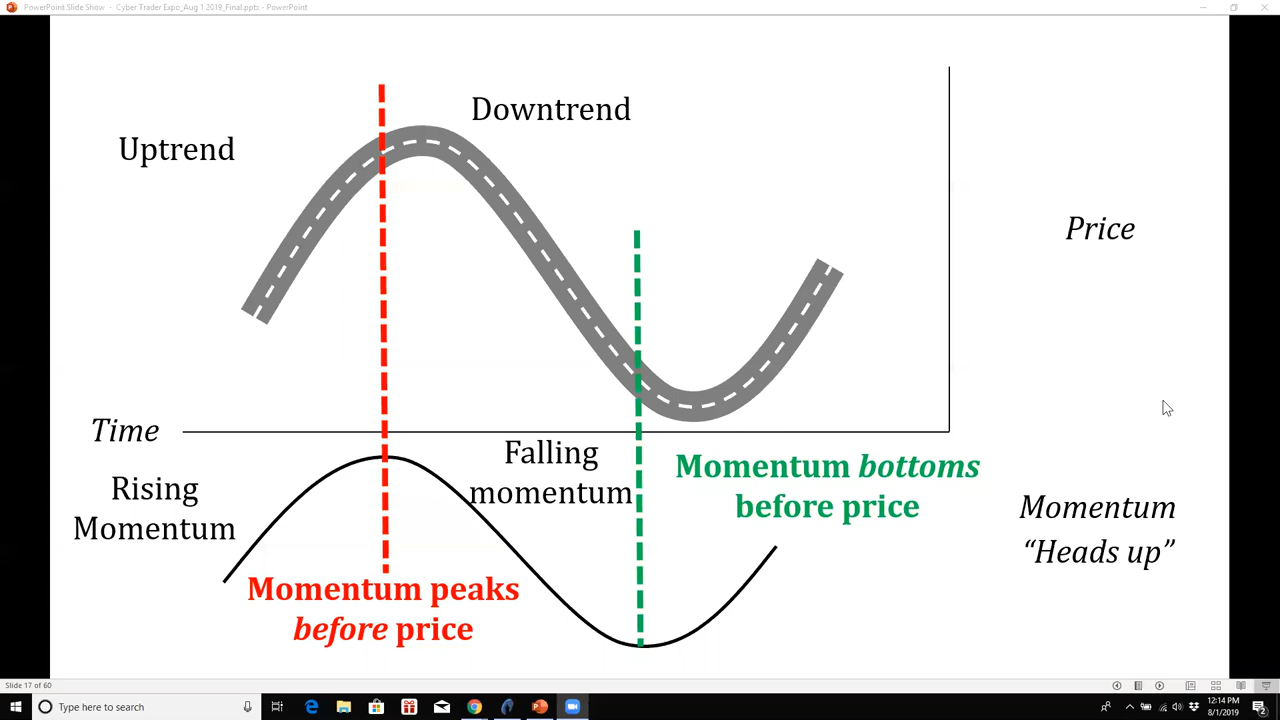 PowerPoint Slide Show - Cyber Trader Expo_Aug 1 2019_Final.pptx - PowerPoint
Downtrend
Uptrend
Price
Time
Falling
momentum
Rising
Momentum
Momentum bottoms
before price
Momentum
“Heads up”
Momentum peaks
before price
Slide 17 of 60
Type here to search
12:14 PM
8/1/2019
2